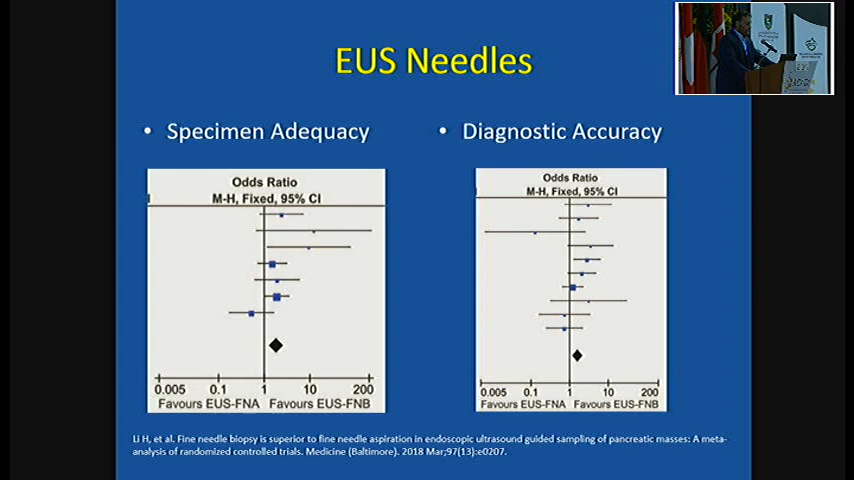 EUS Needles
• Specimen Adequacy
• Diagnostic Accuracy
Odds Ratio
M-H, Fixed, 95% CI
0.005 0.1 1 10 200
Favours EUS-FNA Favours EUS-FNB
Odds Ratio
M-H, Fixed, 95% CI
0.005 0.1 1 10 200
Favours EUS-FNA Favours EUS-FNB
Li H, et al. Fine needle biopsy is superior to fine needle aspiration in endoscopic ultrasound guided sampling of pancreatic masses: A meta-
analysis of randomized controlled trials. Medicine (Baltimore). 2018 Mar;97(13):e0207.